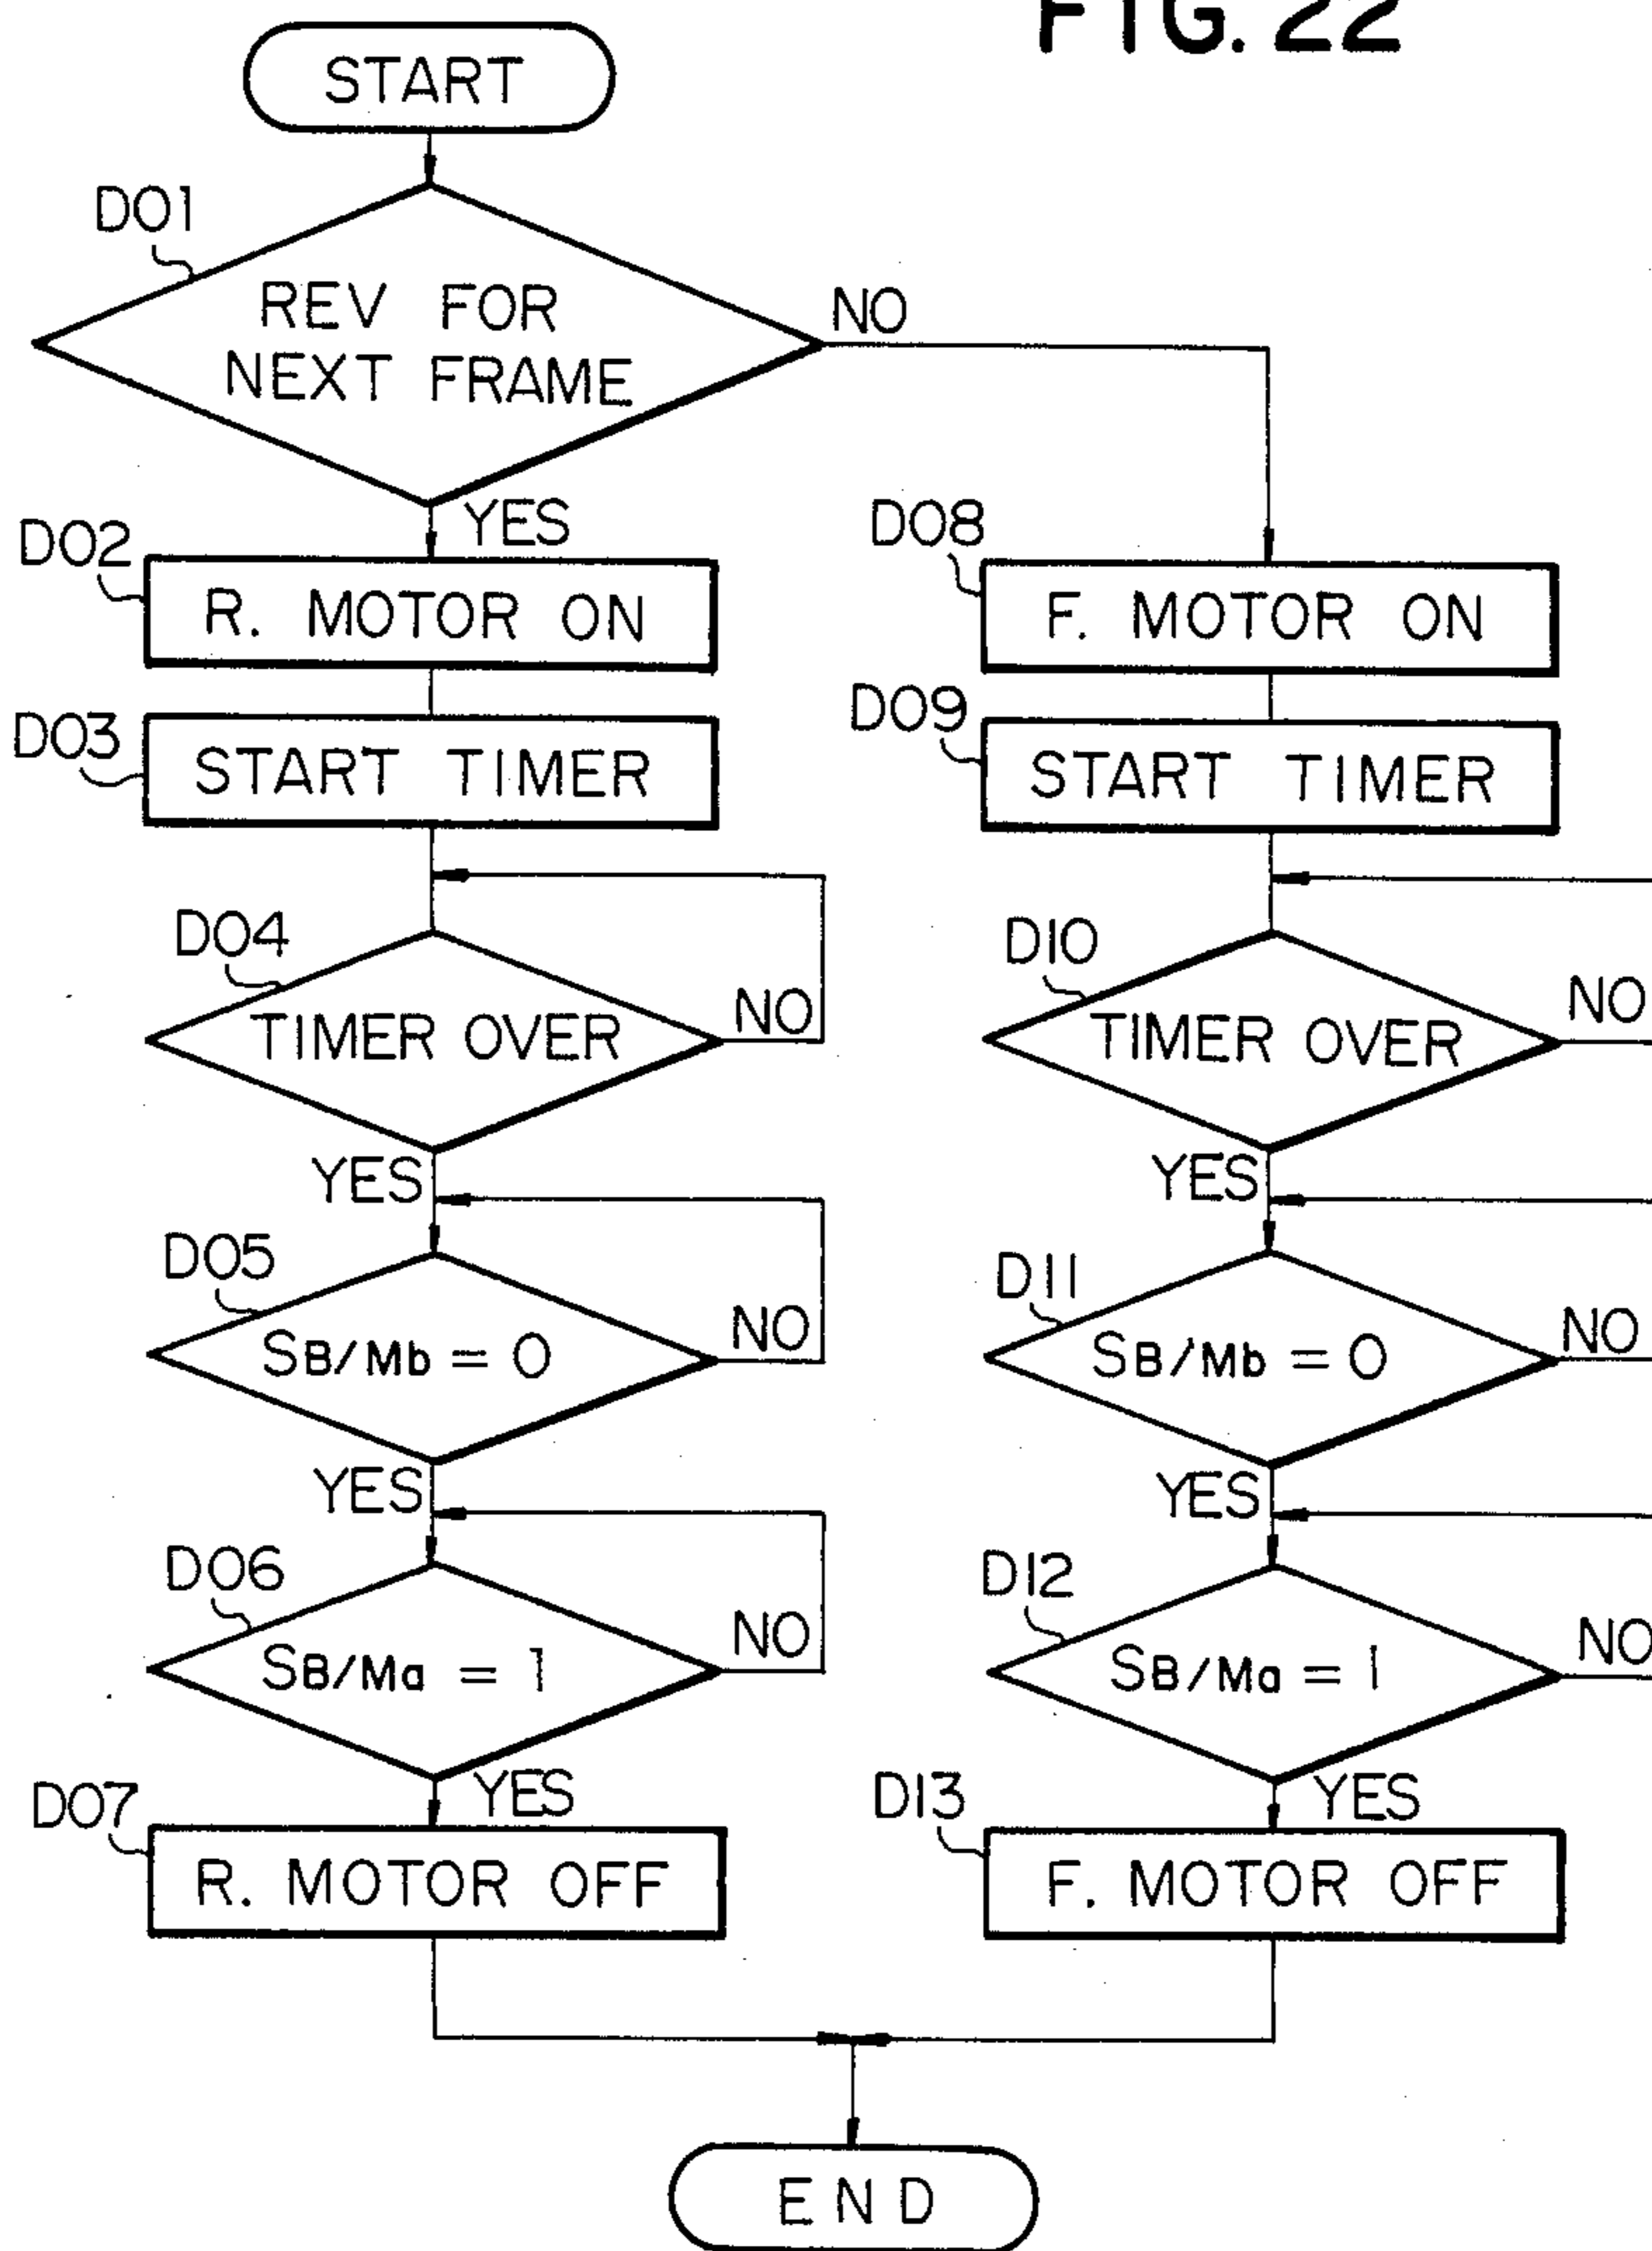 FIG. 22
START
D01
REV FOR
NEXT FRAME
NO
YES
D02
R. MOTOR ON
D03
START TIMER
D04
TIMER OVER
NO
YES
D05
SB/Mb = 0
NO
YES
D06
SB/Ma = 1
NO
YES
D07
R. MOTOR OFF
D08
F. MOTOR ON
D09
START TIMER
D10
TIMER OVER
NO
YES
D11
SB/Mb = 0
NO
YES
D12
SB/Ma = 1
NO
YES
D13
F. MOTOR OFF
END